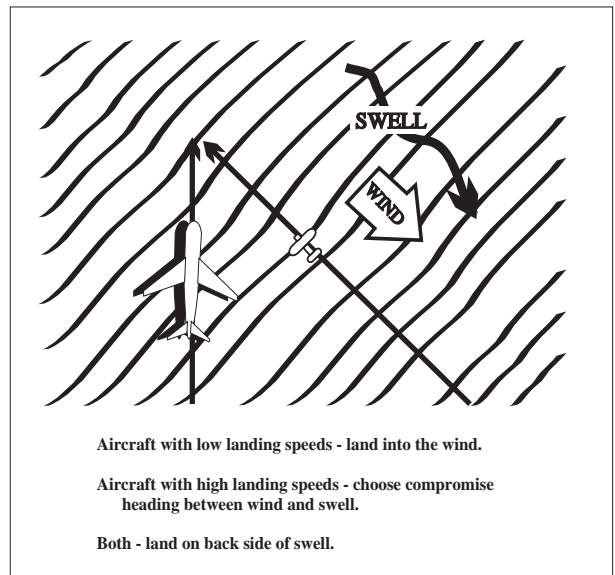 SWELL
WIND
Aircraft with low landing speeds - land into the wind.
Aircraft with high landing speeds - choose compromise
heading between wind and swell.
Both - land on back side of swell.